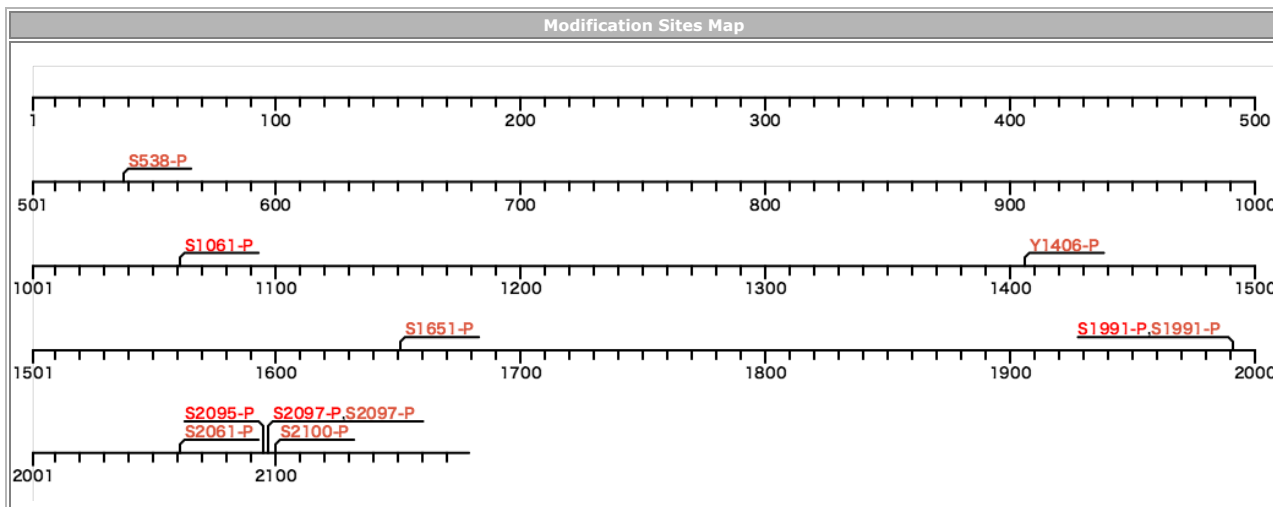 Modification Sites Map
1 100 200 300 400 500
S538-P
501 600 700 800 900 1000
S1061-P Y1406-P
1001 1100 1200 1300 1400 1500
S1651-P S1991-P,S1991-P
1501 1600 1700 1800 1900 2000
S2095-P S2097-P,S2097-P
S2061-P S2100-P
2001 2100